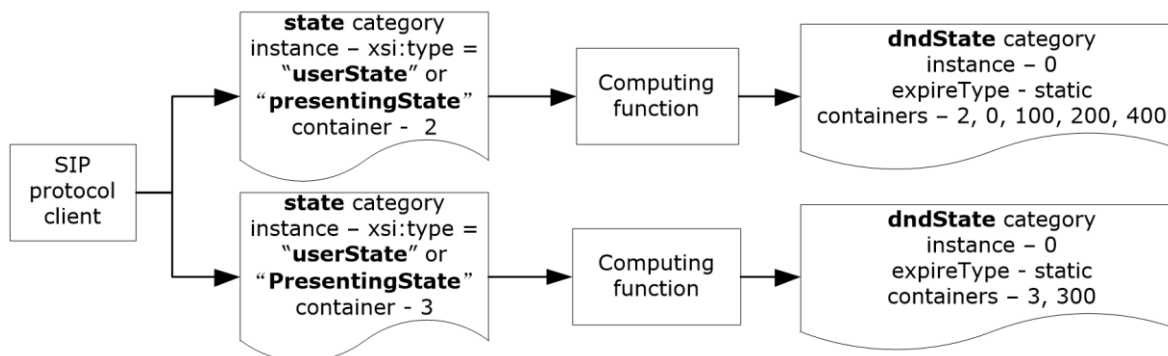 SIP
protocol
client
state category
instance – xsi:type =
“userState” or
“presentingState”
container - 2
Computing
function
dndState category
instance – 0
expireType - static
containers – 2, 0, 100, 200, 400
state category
instance – xsi:type =
“userState” or
“PresentingState”
container - 3
Computing
function
dndState category
instance – 0
expireType - static
containers – 3, 300